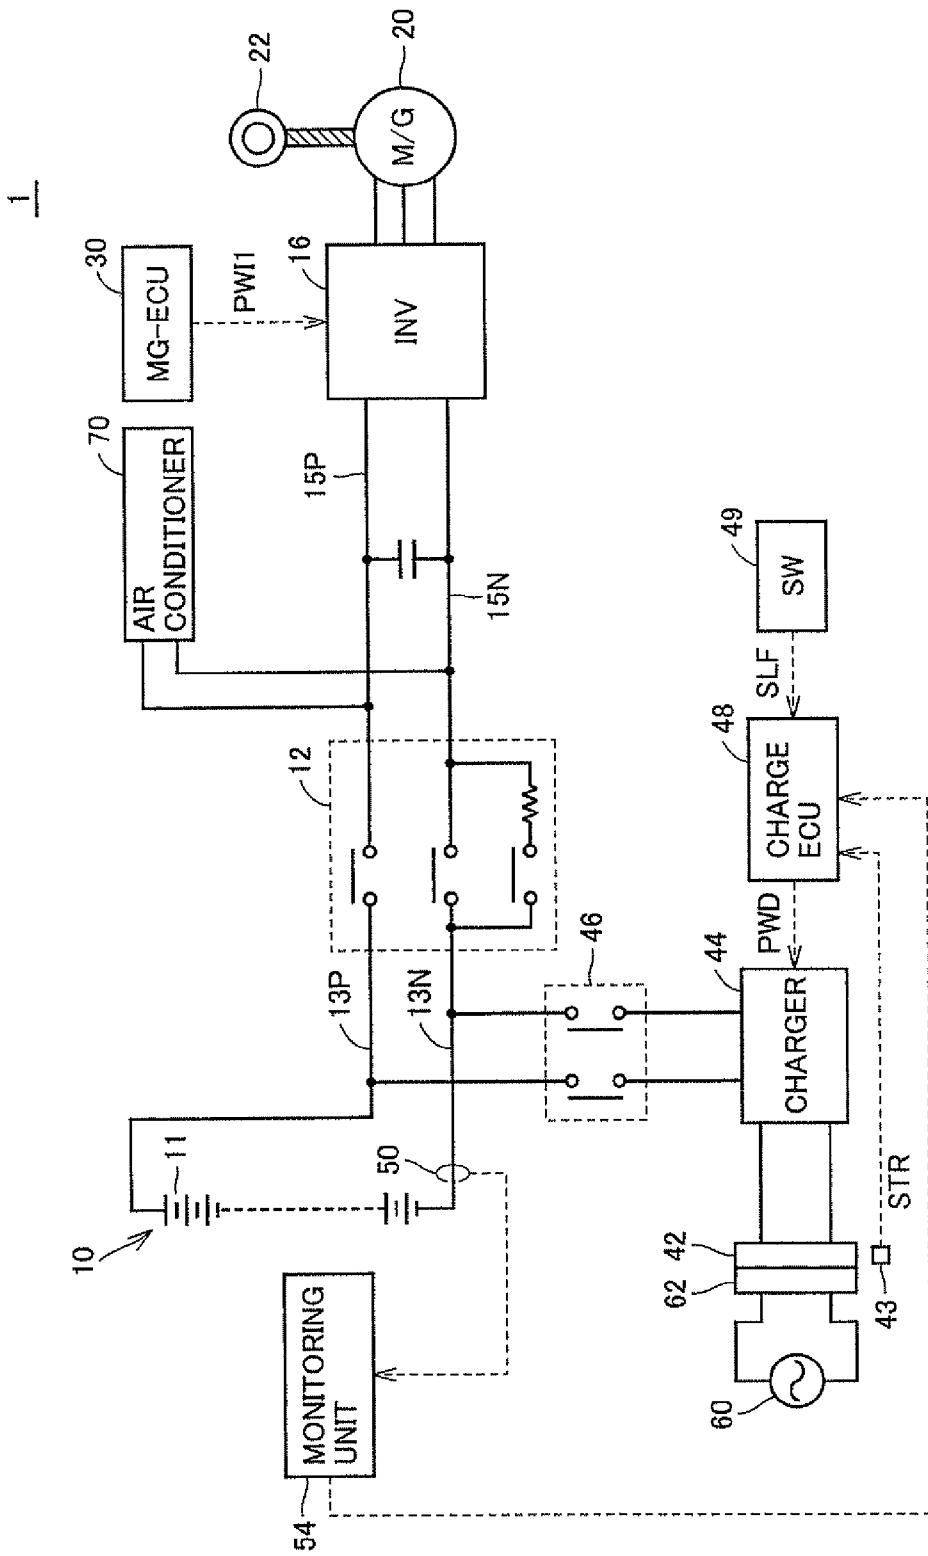 1
10
11
70
AIR
CONDITIONER
30
MG-ECU
PWI1
22
20
M/G
54
MONITORING
UNIT
50
12
13P
13N
15P
15N
16
INV
46
60
62
42
44
CHARGER
PWD
48
CHARGE
ECU
SLF
49
SW
43
STR